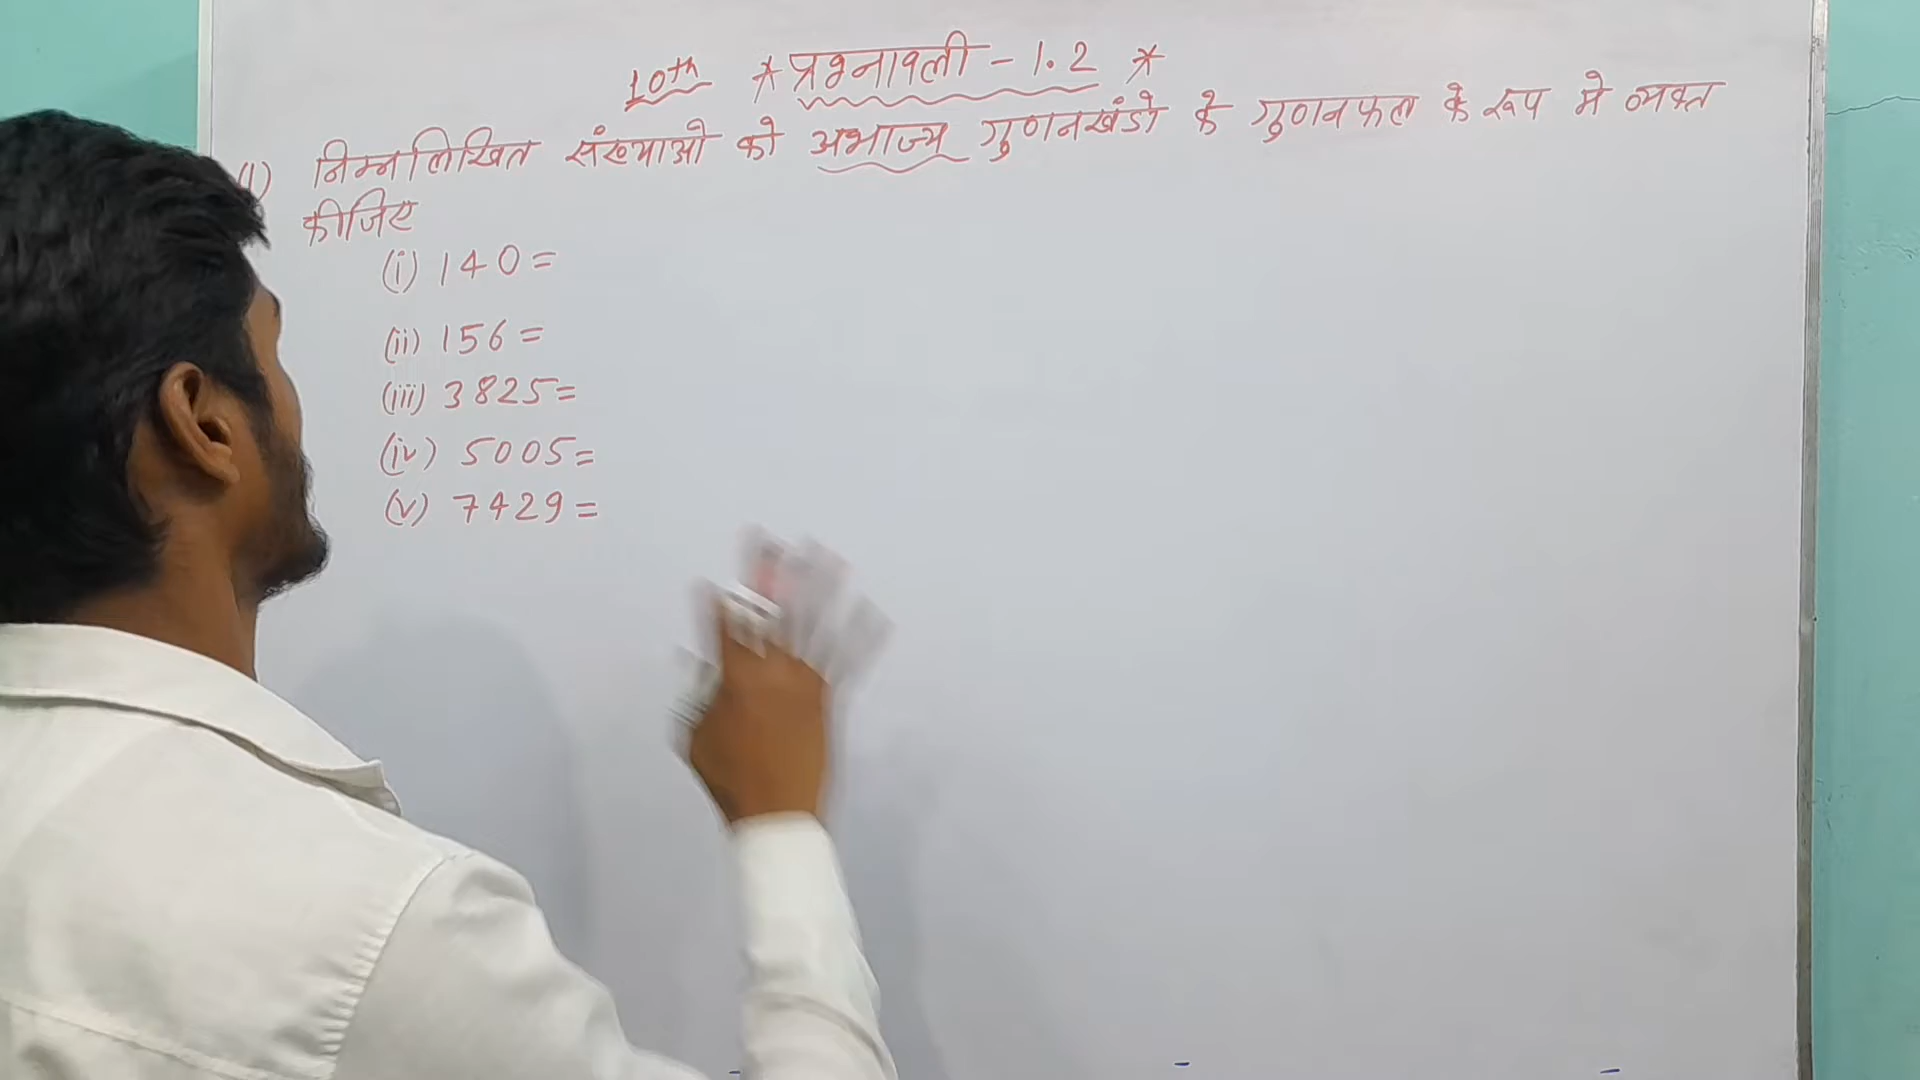 10th * प्रश्नावली - 1.2 *
(1) निम्नलिखित संख्याओ को अभाज्य गुणनखंडो के गुणनफल के रूप मे व्यक्त
कीजिए
(i) 140 =
(ii) 156 =
(iii) 3825 =
(iv) 5005 =
(v) 7429 =